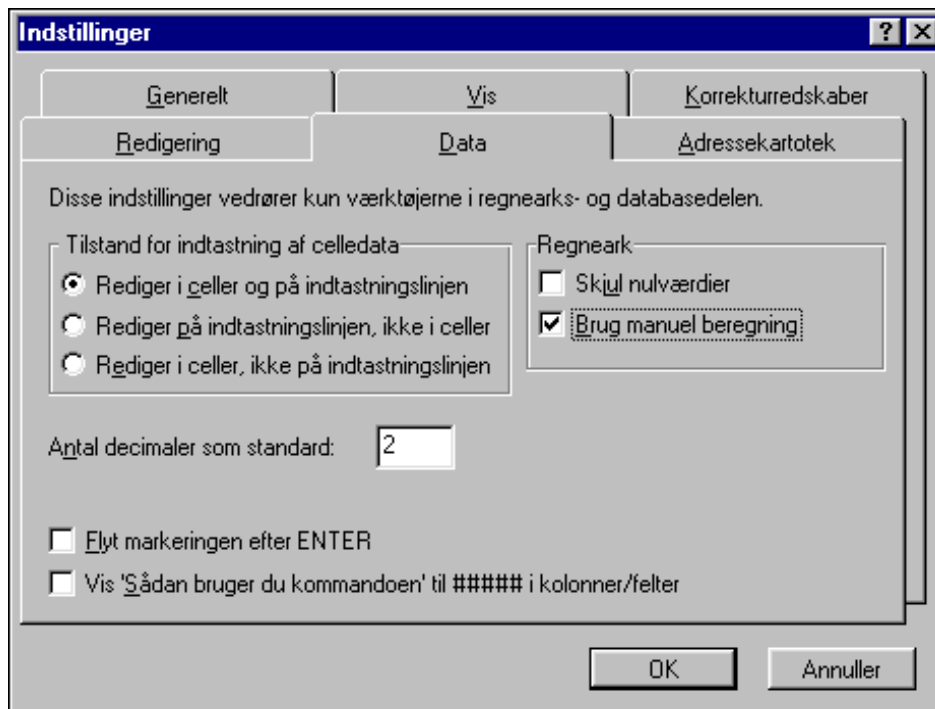 Indstillinger
Generelt Vis Korrekturredskaber
Redigering Data Adressekartotek
Disse indstillinger vedrører kun værktøjerne i regnearks- og databasedelen.
Tilstand for indtastning af celledata
Rediger i celler og på indtastningslinjen
Rediger på indtastningslinjen, ikke i celler
Rediger i celler, ikke på indtastningslinjen
Regneark
Skjul nulværdier
Brug manuel beregning
Antal decimaler som standard: 2
Flyt markeringen efter ENTER
Vis 'Sådan bruger du kommandoen' til ##### i kolonner/felter
OK Annuller